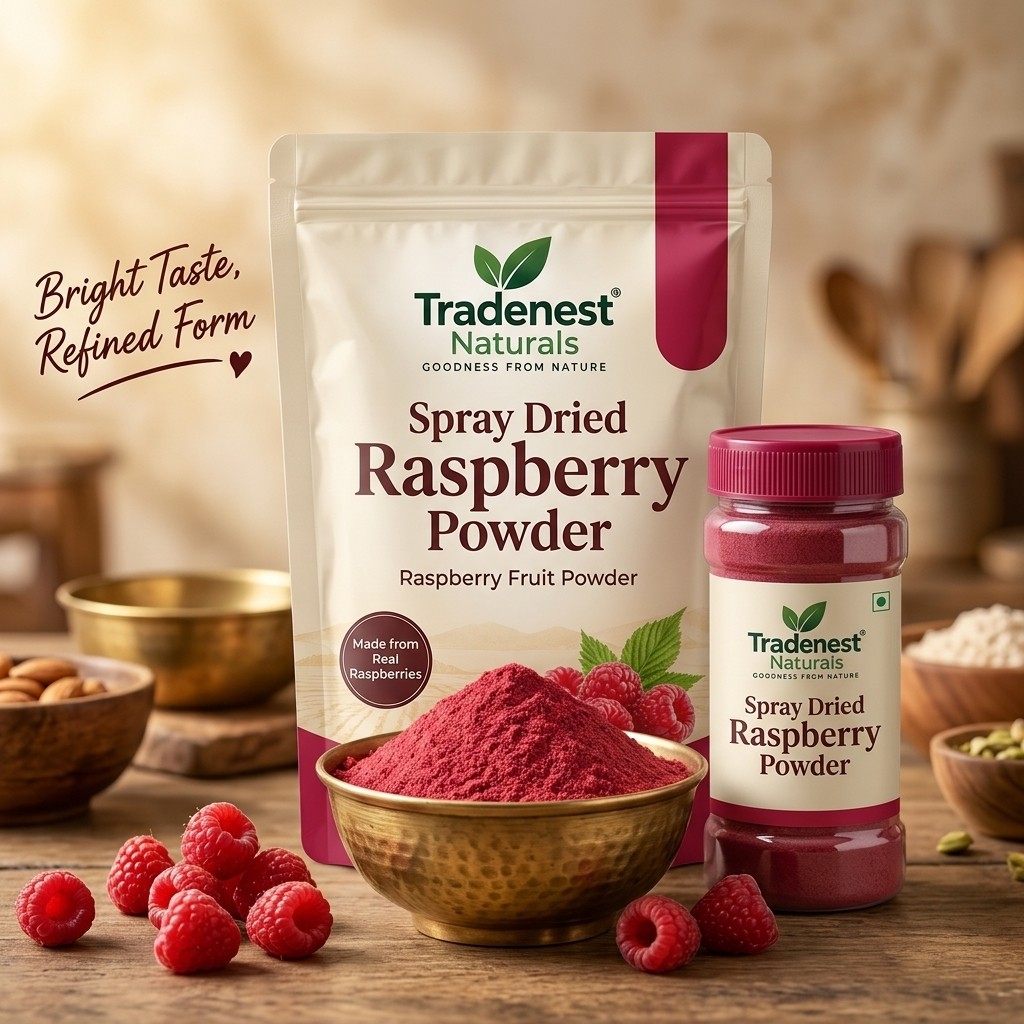 Bright Taste,
Refined Form
Tradenest®
Naturals
GOODNESS FROM NATURE
Spray Dried
Raspberry
Powder
Raspberry Fruit Powder
Made from
Real
Raspberries
Tradenest®
Naturals
GOODNESS FROM NATURE
Spray Dried
Raspberry
Powder